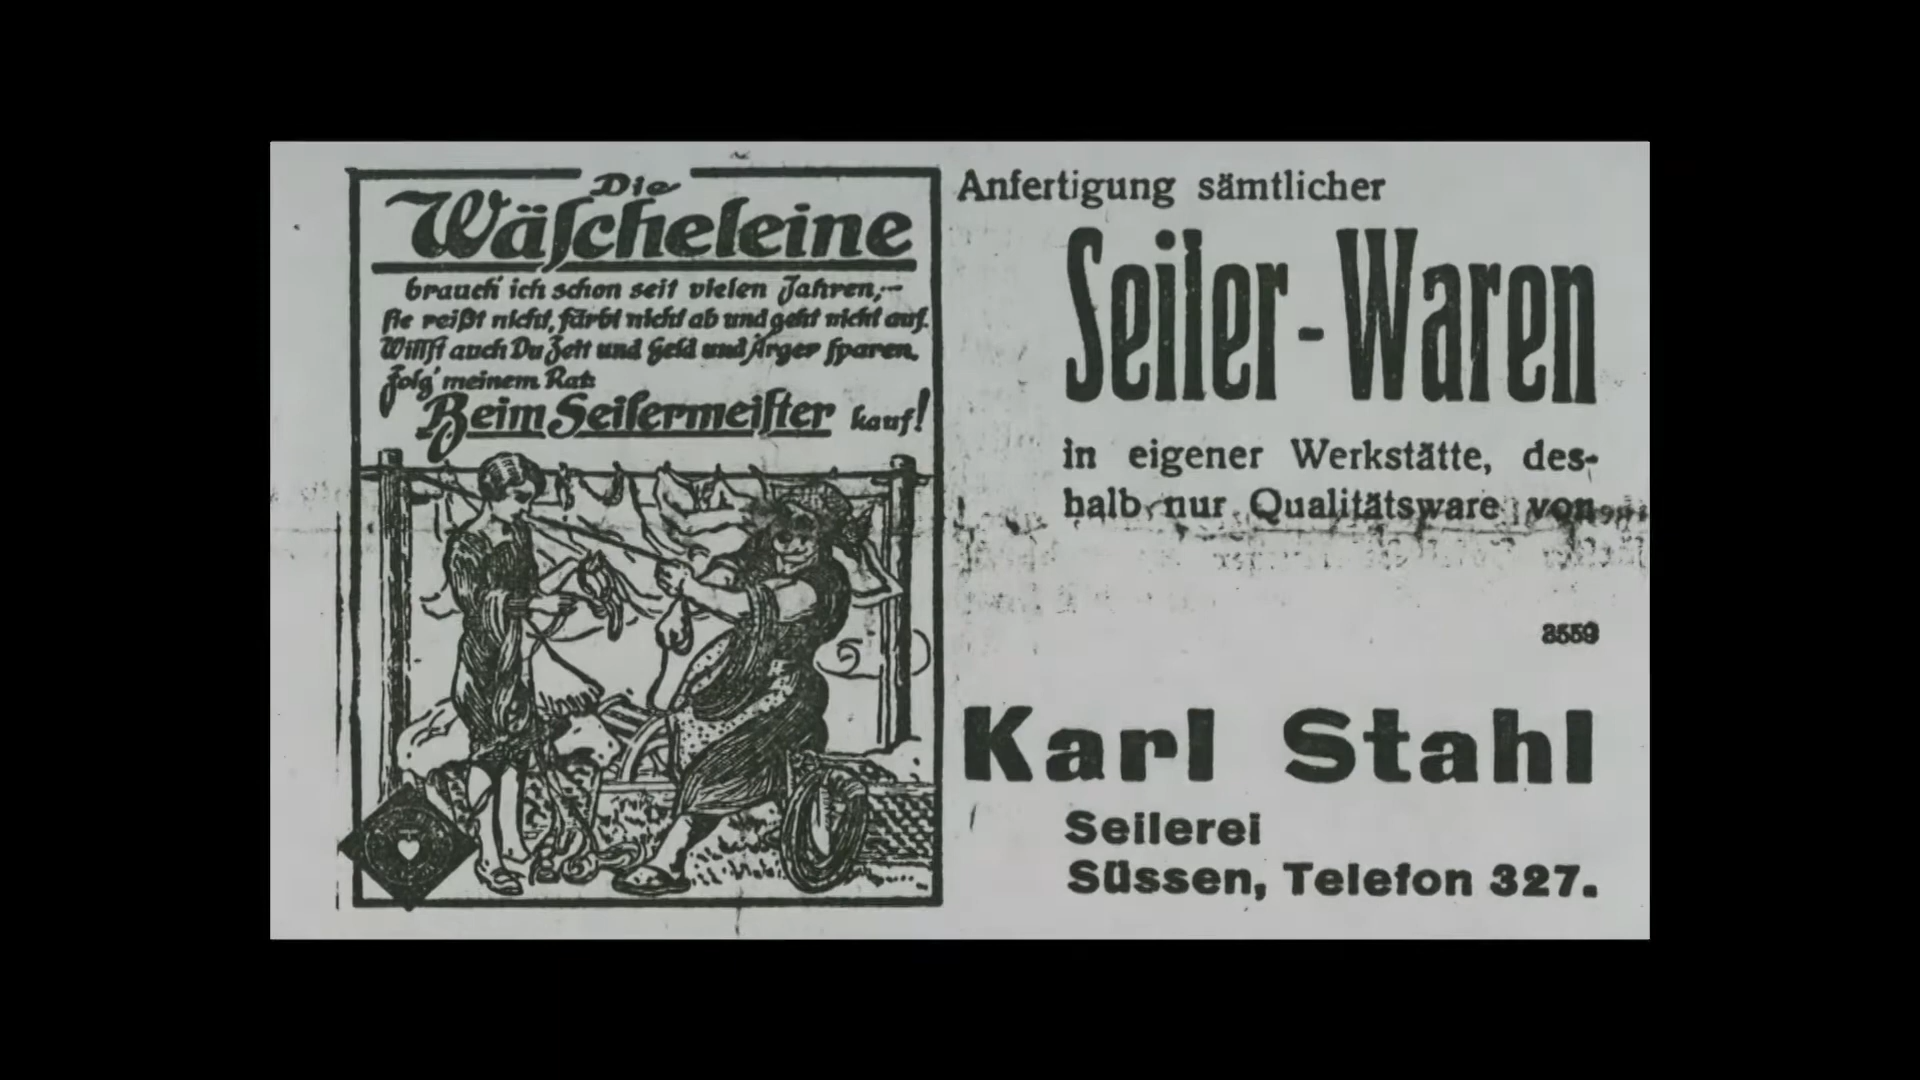 Die
Wäscheleine
brauch' ich schon seit vielen Jahren,-
sie reißt nicht, färbt nicht ab und geht nicht auf.
Willst auch Du Zeit und Geld und Ärger sparen,
Folg' meinem Rat:
Beim Seilermeister kauf!
Anfertigung sämtlicher
Seiler-Waren
in eigener Werkstätte, des-
halb nur Qualitätsware von
3559
Karl Stahl
Seilerei
Süssen, Telefon 327.